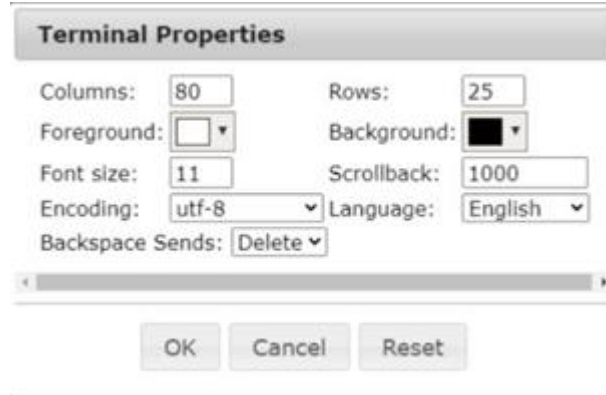 Terminal Properties
Columns: 80 Rows: 25
Foreground: Background:
Font size: 11 Scrollback: 1000
Encoding: utf-8 Language: English
Backspace Sends: Delete
OK Cancel Reset